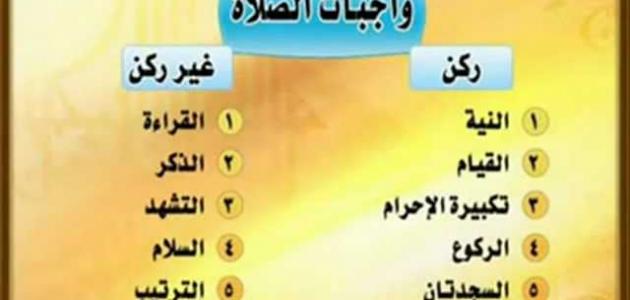 واجبات الصلاة
ركن
غير ركن
١ النية
١ القراءة
٢ القيام
٢ الذكر
٣ تكبيرة الإحرام
٣ التشهد
٤ الركوع
٤ السلام
٥ السجدتان
٥ الترتيب